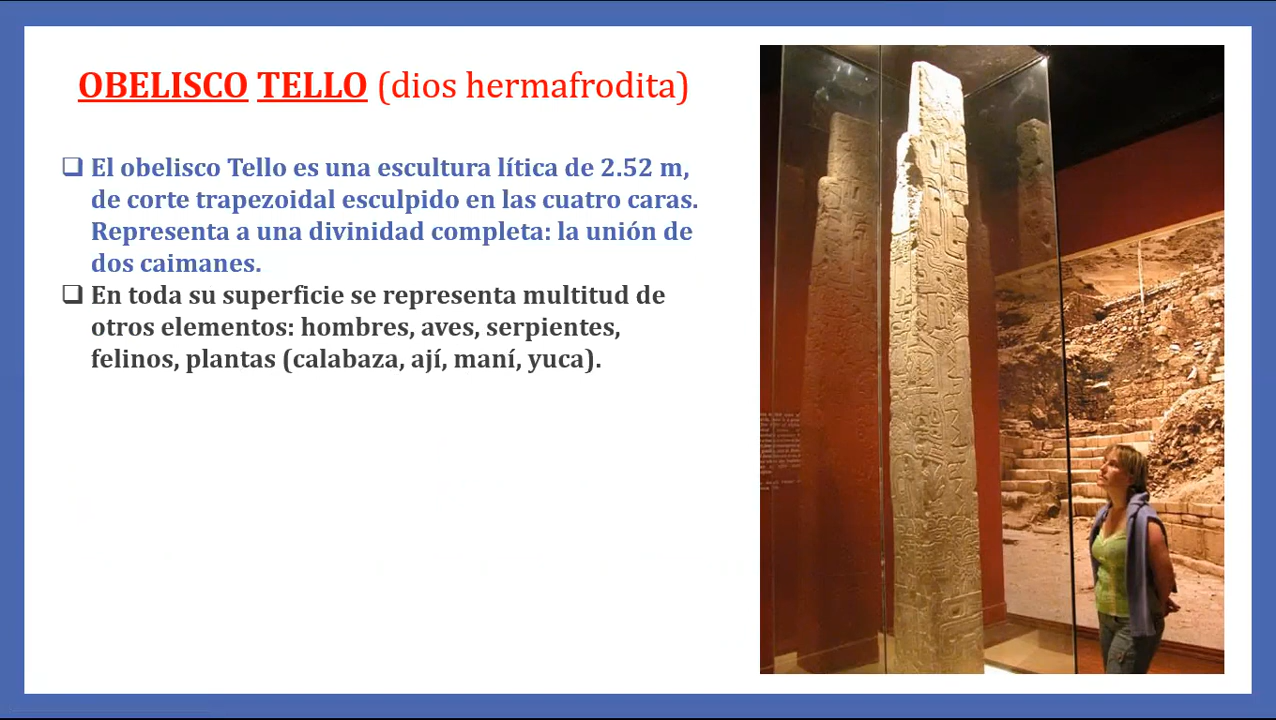 OBELISCO TELLO (dios hermafrodita)
❑ El obelisco Tello es una escultura lítica de 2.52 m,
de corte trapezoidal esculpido en las cuatro caras.
Representa a una divinidad completa: la unión de
dos caimanes.
❑ En toda su superficie se representa multitud de
otros elementos: hombres, aves, serpientes,
felinos, plantas (calabaza, ají, maní, yuca).